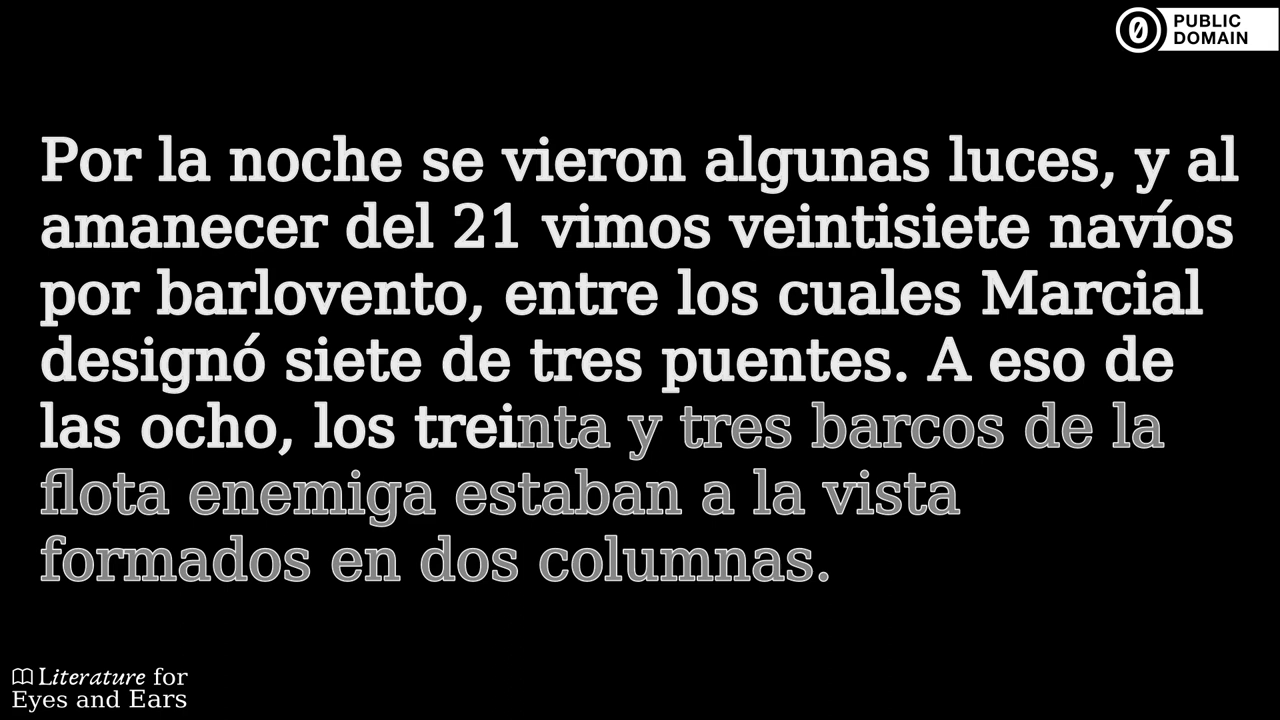 PUBLIC
DOMAIN
Por la noche se vieron algunas luces, y al
amanecer del 21 vimos veintisiete navíos
por barlovento, entre los cuales Marcial
designó siete de tres puentes. A eso de
las ocho, los treinta y tres barcos de la
flota enemiga estaban a la vista
formados en dos columnas.
Literature for
Eyes and Ears